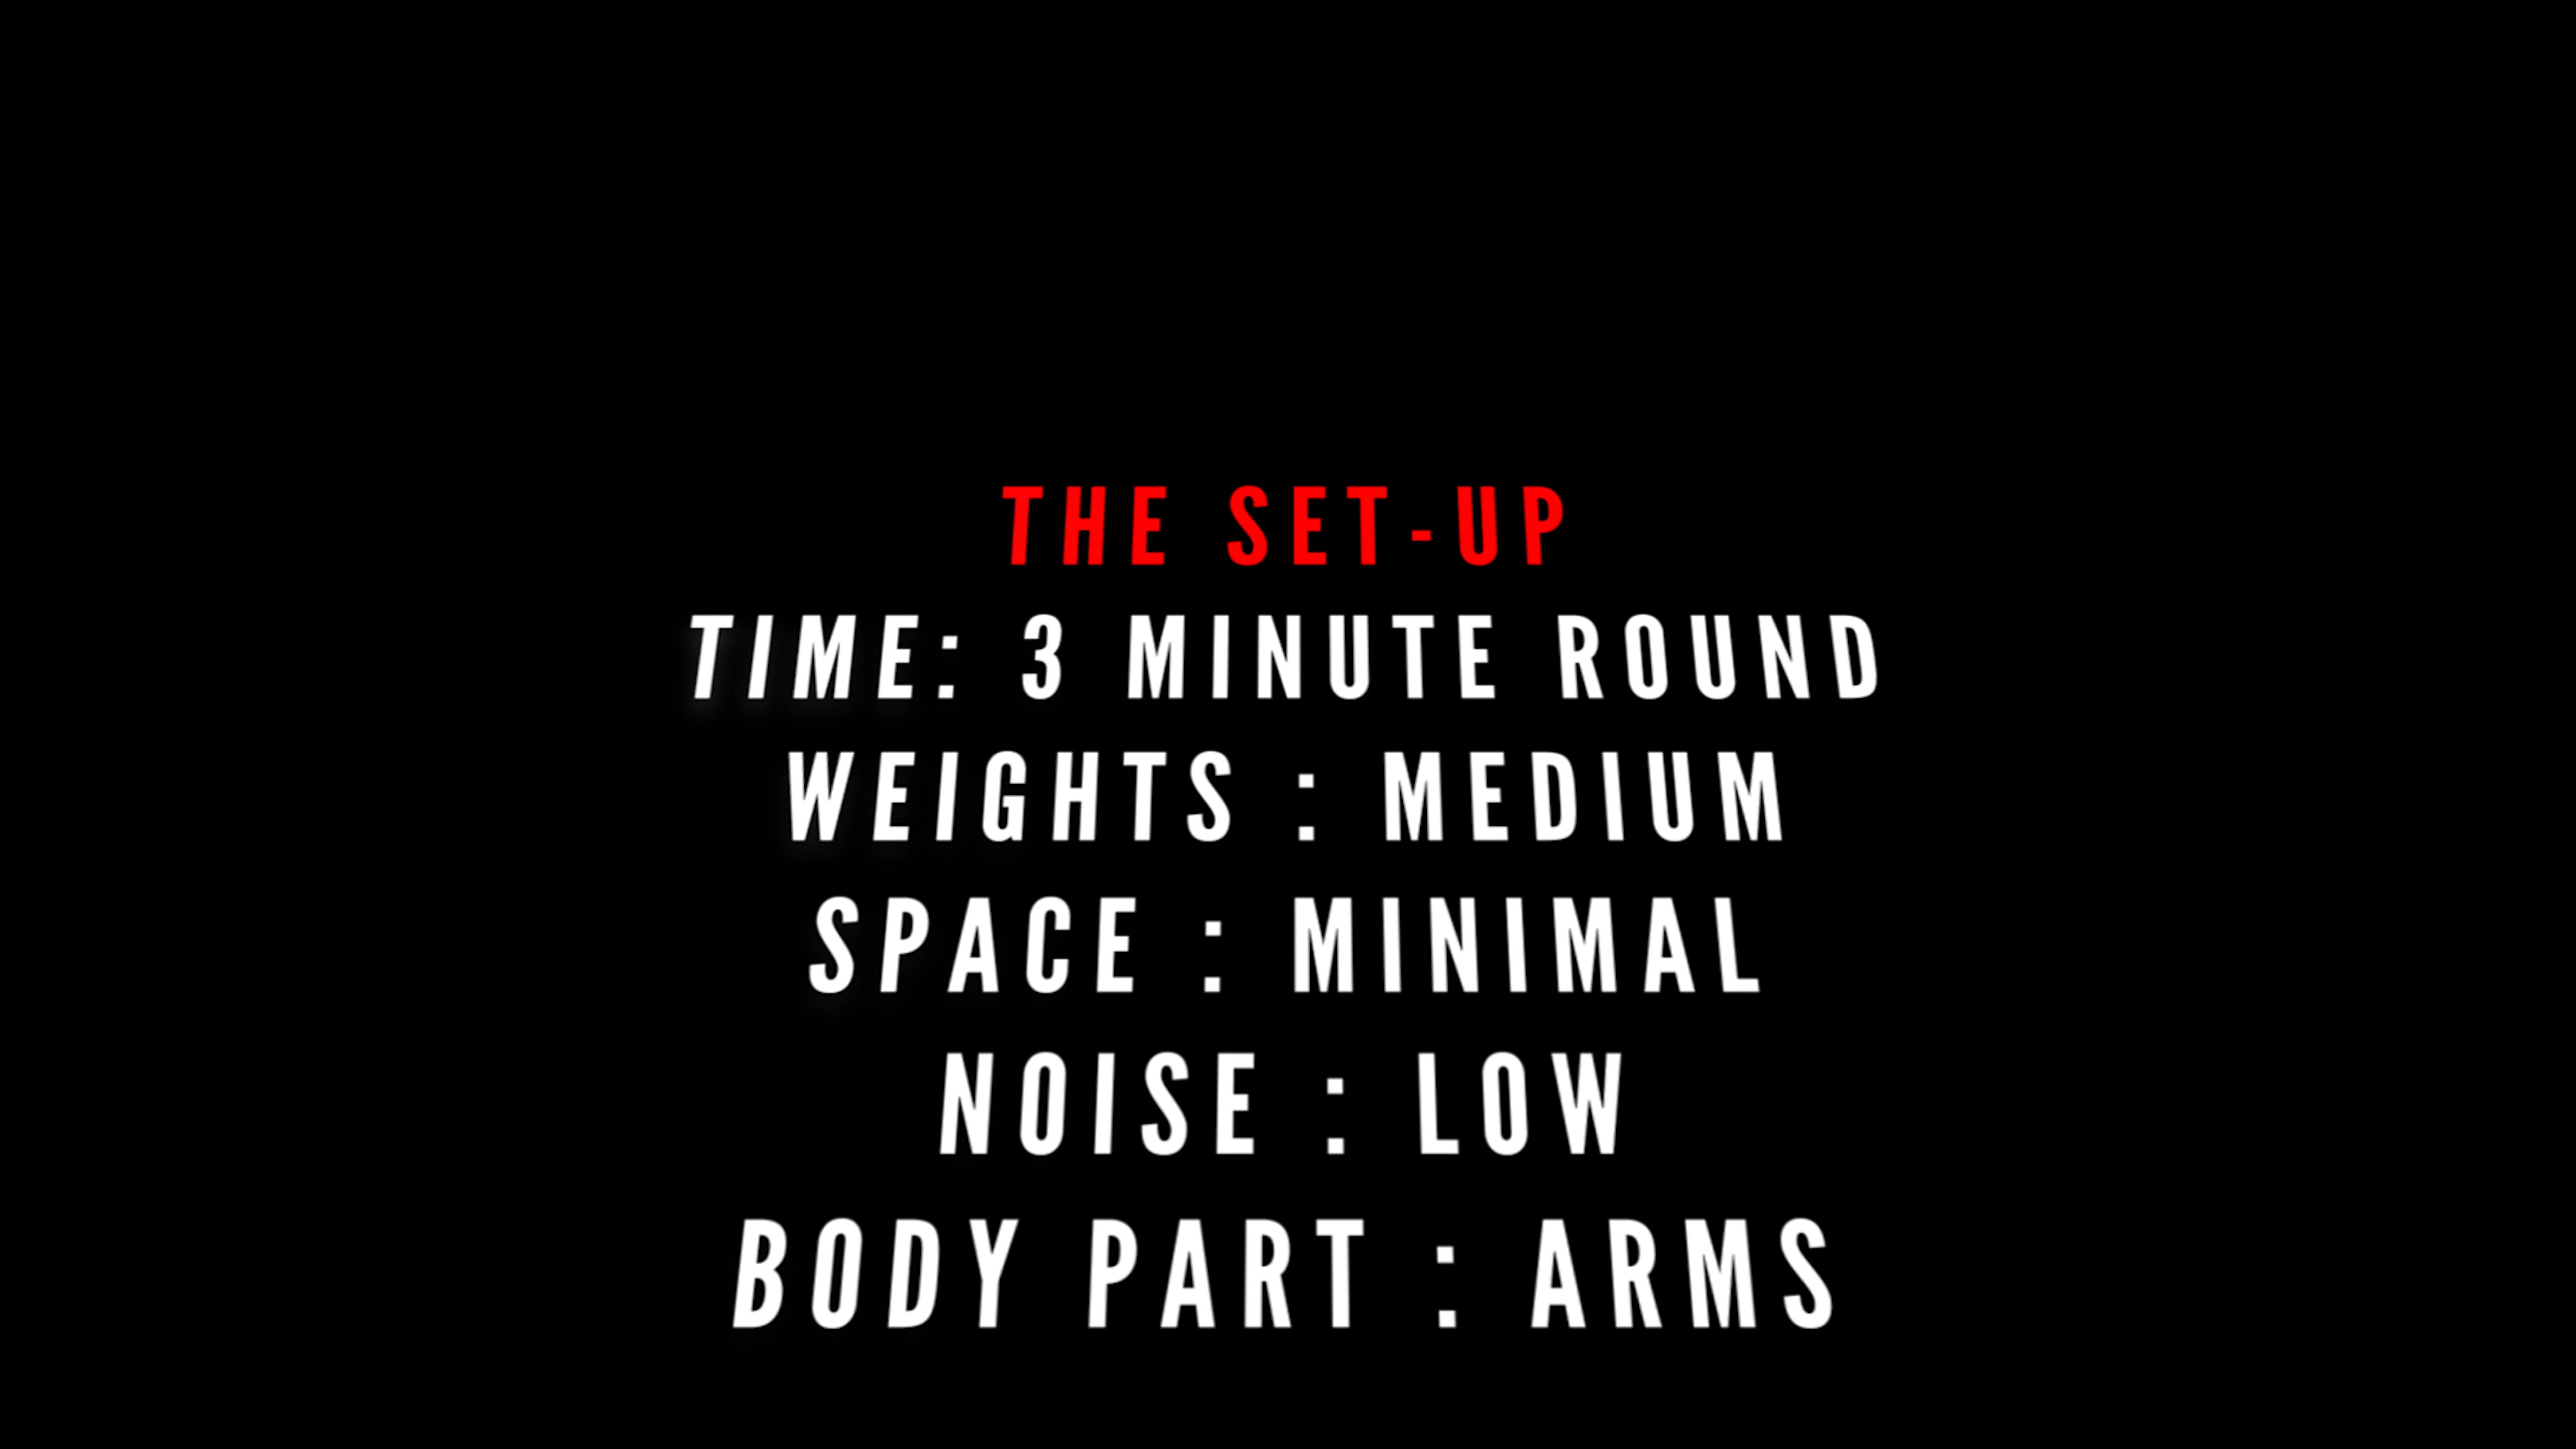 THE SET-UP
TIME: 3 MINUTE ROUND
WEIGHTS : MEDIUM
SPACE : MINIMAL
NOISE : LOW
BODY PART : ARMS